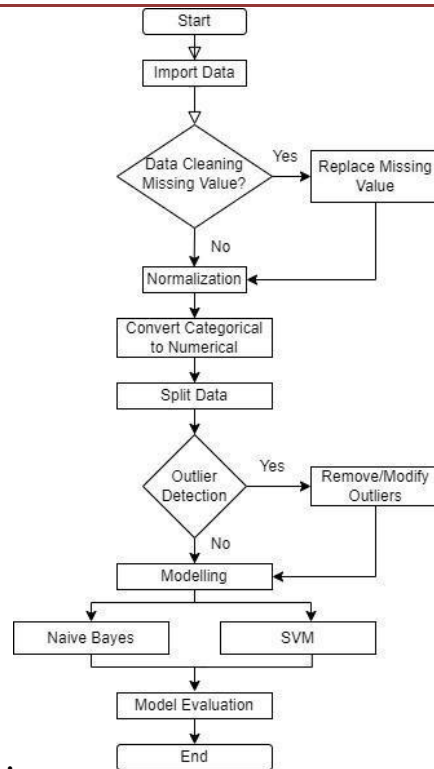 Start
Import Data
Data Cleaning
Missing Value?
Yes
Replace Missing
Value
No
Normalization
Convert Categorical
to Numerical
Split Data
Outlier
Detection
Yes
Remove/Modify
Outliers
No
Modelling
Naive Bayes
SVM
Model Evaluation
End